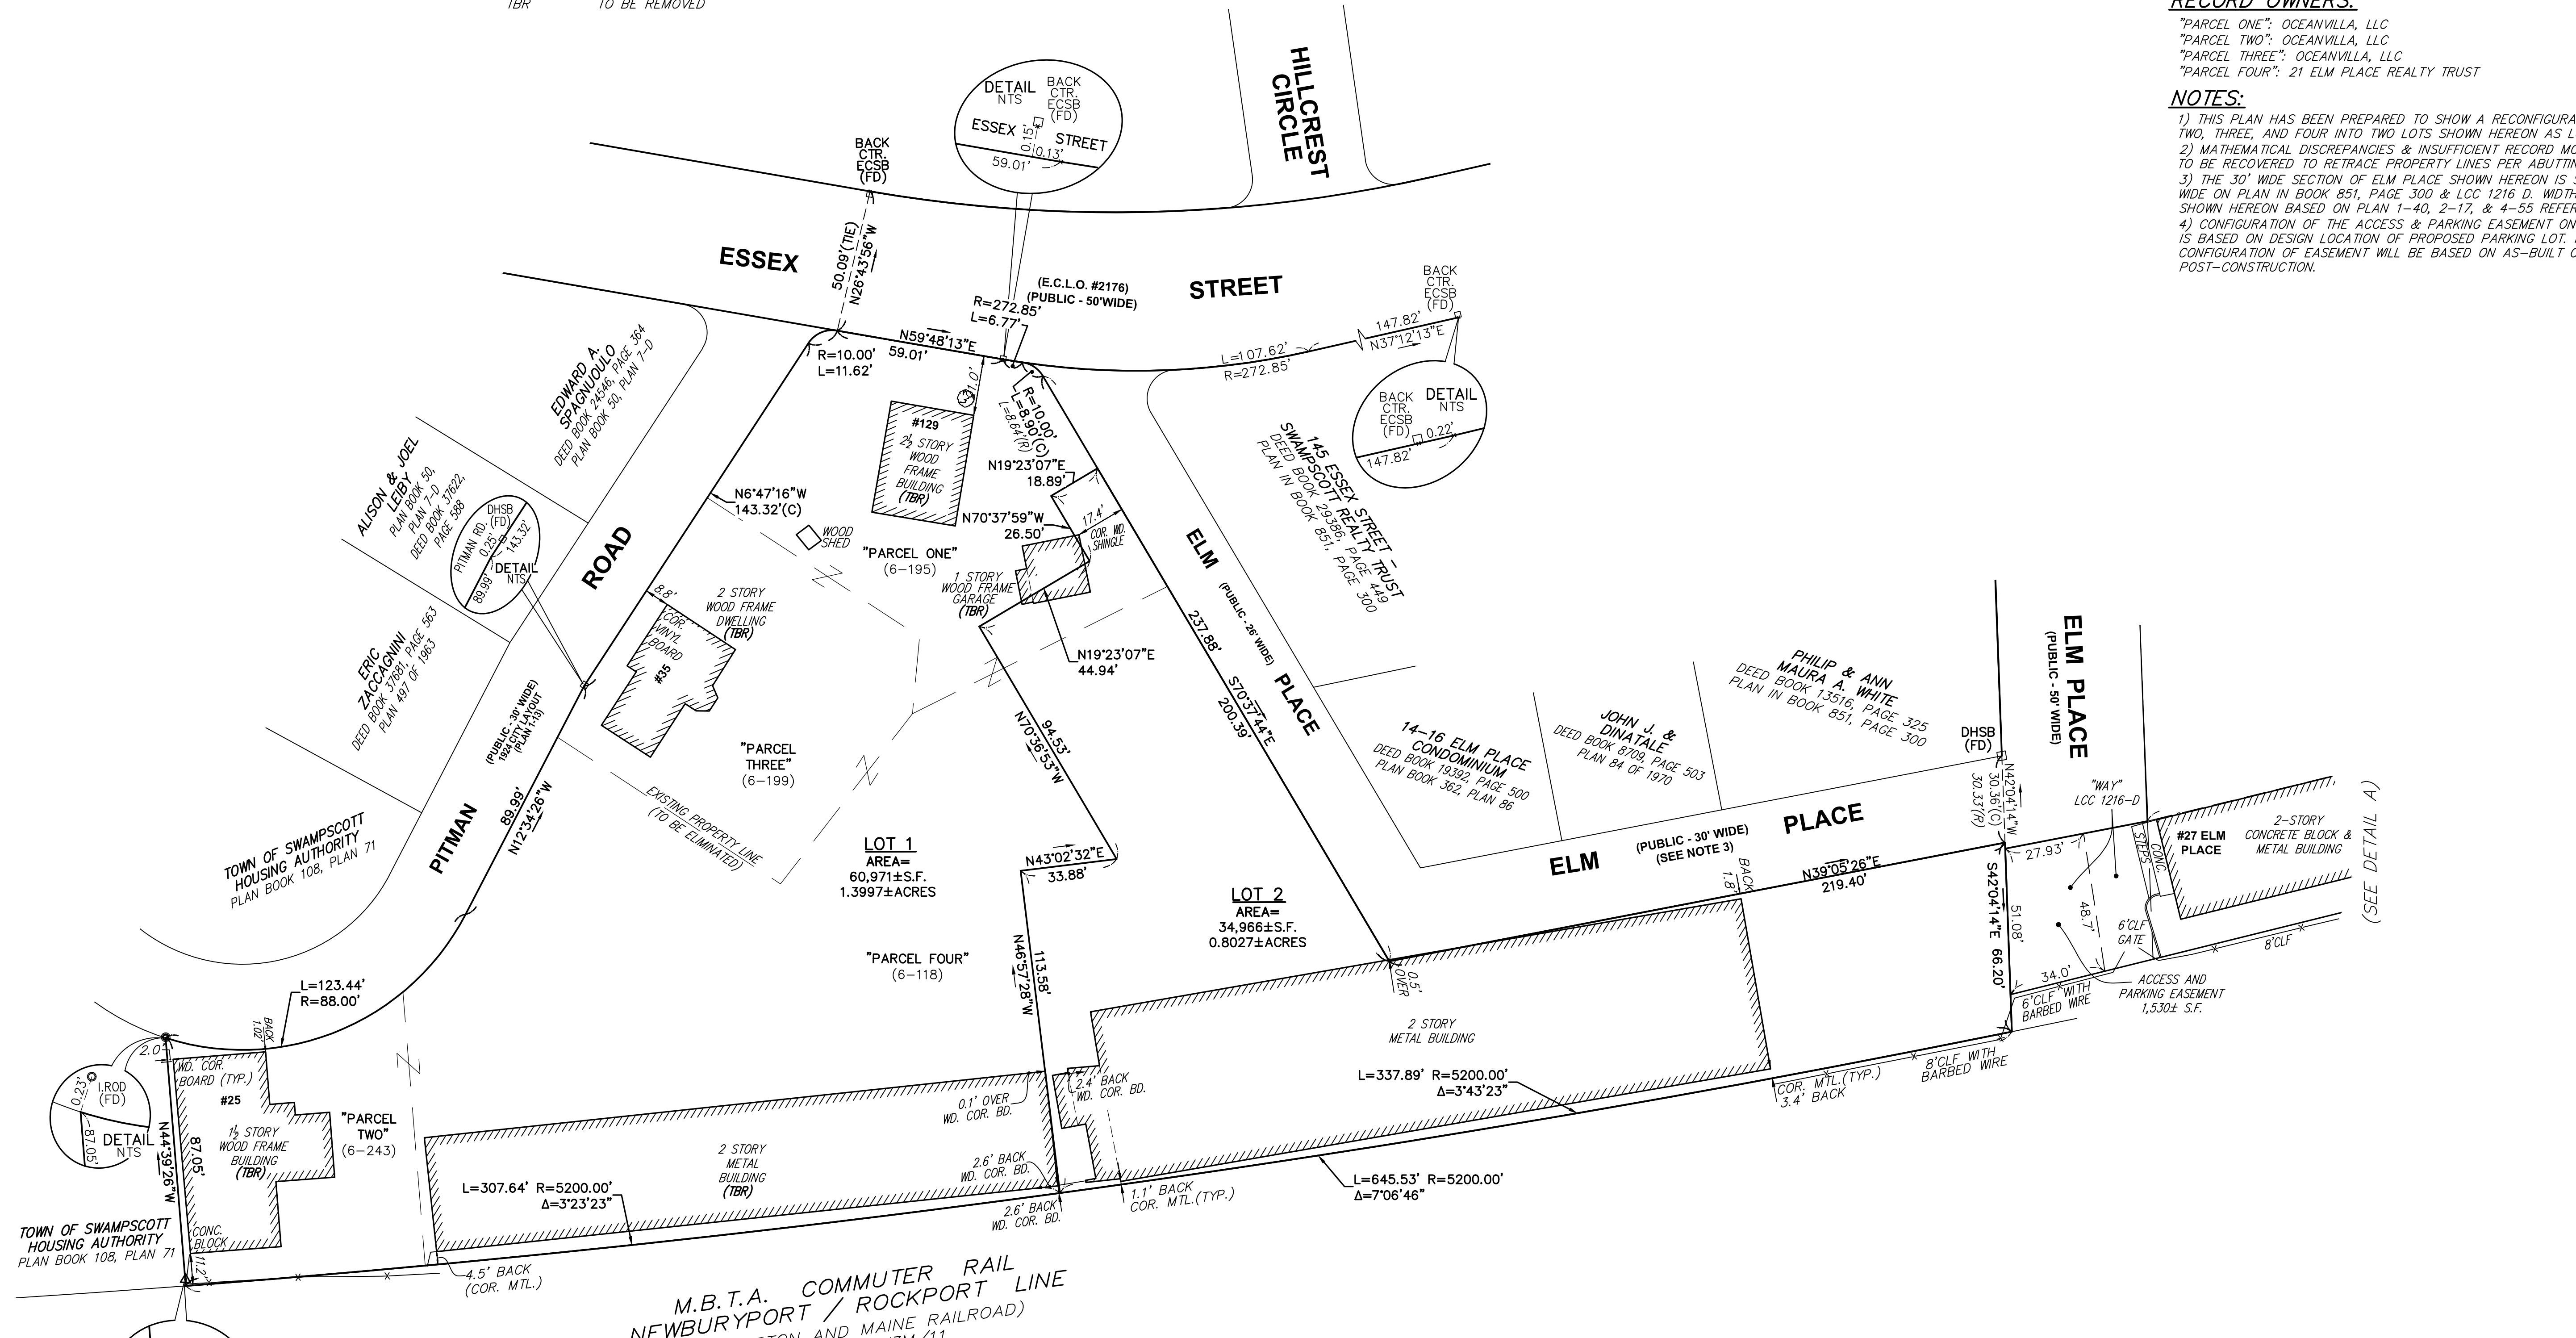 TBR TO BE REMOVED
RECORD OWNERS:
"PARCEL ONE": OCEANVILLA, LLC
"PARCEL TWO": OCEANVILLA, LLC
"PARCEL THREE": OCEANVILLA, LLC
"PARCEL FOUR": 21 ELM PLACE REALTY TRUST
NOTES:
1) THIS PLAN HAS BEEN PREPARED TO SHOW A RECONFIGURA
TWO, THREE, AND FOUR INTO TWO LOTS SHOWN HEREON AS L
2) MATHEMATICAL DISCREPANCIES & INSUFFICIENT RECORD MO
TO BE RECOVERED TO RETRACE PROPERTY LINES PER ABUTTIN
3) THE 30' WIDE SECTION OF ELM PLACE SHOWN HEREON IS S
WIDE ON PLAN IN BOOK 851, PAGE 300 & LCC 1216 D. WIDTH
SHOWN HEREON BASED ON PLAN 1-40, 2-17, & 4-55 REFER
4) CONFIGURATION OF THE ACCESS & PARKING EASEMENT ON
IS BASED ON DESIGN LOCATION OF PROPOSED PARKING LOT.
CONFIGURATION OF EASEMENT WILL BE BASED ON AS-BUILT C
POST-CONSTRUCTION.
HILLCREST
CIRCLE
DETAIL
NTS
BACK
CTR.
ECSB
(FD)
ESSEX STREET
0.15'
0.13'
59.01'
BACK
CTR.
ECSB
(FD)
50.09'(TIE)
N26°43'56"W
ESSEX
STREET
(E.C.L.O. #2176)
(PUBLIC - 50'WIDE)
R=272.85'
L=6.77'
N59°48'13"E
59.01'
R=10.00'
L=11.62'
21.0'
R=10.00'
L=8.90'(C)
L=8.64'(R)
L=107.62'
R=272.85'
147.82'
N37°12'13"E
BACK
CTR.
ECSB
(FD)
BACK
CTR.
ECSB
(FD)
DETAIL
NTS
0.22'
147.82'
EDWARD A.
SPAGNUOULO
DEED BOOK 24546, PAGE 364
PLAN BOOK 50, PLAN 7-D
ALISON & JOEL
LEIBY
PLAN BOOK 50,
PLAN 7-D
DEED BOOK 37622,
PAGE 588
PITMAN RD.
DHSB
(FD)
0.25'
143.32'
89.99'
DETAIL
NTS
ERIC
ZACCAGNINI
DEED BOOK 37681, PAGE 563
PLAN 497 OF 1963
ROAD
PITMAN
(PUBLIC - 30' WIDE)
1924 CITY LAYOUT
(PLAN 1-13)
89.99'
N12°34'26"W
N6°47'16"W
143.32'(C)
#129
2½ STORY
WOOD
FRAME
BUILDING
(TBR)
WOOD
SHED
"PARCEL ONE"
(6-195)
N19°23'07"E
18.89'
N70°37'59"W
26.50'
17.4'
COR. WD.
SHINGLE
1 STORY
WOOD FRAME
GARAGE
(TBR)
N19°23'07"E
44.94'
8.8'
COR.
VINYL
BOARD
2 STORY
WOOD FRAME
DWELLING
(TBR)
#35
"PARCEL
THREE"
(6-199)
EXISTING PROPERTY LINE
(TO BE ELIMINATED)
94.53'
N70°36'53"W
ELM PLACE
(PUBLIC - 26' WIDE)
237.88'
S70°37'44"E
200.39'
145 ESSEX STREET -
SWAMPSCOTT REALTY TRUST
DEED BOOK 29386, PAGE 449
PLAN IN BOOK 851, PAGE 300
14-16 ELM PLACE
CONDOMINIUM
DEED BOOK 19392, PAGE 500
PLAN BOOK 362, PLAN 86
JOHN J. &
DINATALE
DEED BOOK 8709, PAGE 503
PLAN 84 OF 1970
PHILIP & ANN
MAURA A. WHITE
DEED BOOK 13516, PAGE 325
PLAN IN BOOK 851, PAGE 300
ELM PLACE
(PUBLIC - 50' WIDE)
DHSB
(FD)
N42°04'14"W
30.36'(C)
30.33'(R)
"WAY"
LCC 1216-D
ELM PLACE
(PUBLIC - 30' WIDE)
(SEE NOTE 3)
BACK
1.8'
N39°05'26"E
219.40'
27.93'
S42°04'14"E 66.20'
51.08'
48.7'
34.0'
CONC.
STEPS
#27 ELM
PLACE
2-STORY
CONCRETE BLOCK &
METAL BUILDING
(SEE DETAIL A)
6'CLF
GATE
8'CLF
ACCESS AND
PARKING EASEMENT
1,530± S.F.
6'CLF WITH
BARBED WIRE
8'CLF WITH
BARBED WIRE
TOWN OF SWAMPSCOTT
HOUSING AUTHORITY
PLAN BOOK 108, PLAN 71
LOT 1
AREA=
60,971±S.F.
1.3997±ACRES
N43°02'32"E
33.88'
LOT 2
AREA=
34,966±S.F.
0.8027±ACRES
"PARCEL FOUR"
(6-118)
113.58'
N46°57'28"W
0.5'
OVER
2 STORY
METAL BUILDING
L=123.44'
R=88.00'
BACK
1.02'
2.0'
WD. COR.
BOARD (TYP.)
#25
1½ STORY
WOOD FRAME
BUILDING
(TBR)
I.ROD
(FD)
0.23'
87.05'
DETAIL
NTS
N44°39'26"W
87.05'
"PARCEL
TWO"
(6-243)
CONC.
BLOCK
11.2'
TOWN OF SWAMPSCOTT
HOUSING AUTHORITY
PLAN BOOK 108, PLAN 71
4.5' BACK
(COR. MTL.)
2 STORY
METAL
BUILDING
(TBR)
L=307.64' R=5200.00'
Δ=3°23'23"
0.1' OVER
WD. COR. BD.
2.4' BACK
WD. COR. BD.
2.6' BACK
WD. COR. BD.
2.6' BACK
WD. COR. BD.
1.1' BACK
COR. MTL.(TYP.)
L=337.89' R=5200.00'
Δ=3°43'23"
COR. MTL.(TYP.)
3.4' BACK
L=645.53' R=5200.00'
Δ=7°06'46"
M.B.T.A. COMMUTER RAIL
NEWBURYPORT / ROCKPORT LINE
AND MAINE RAILROAD)